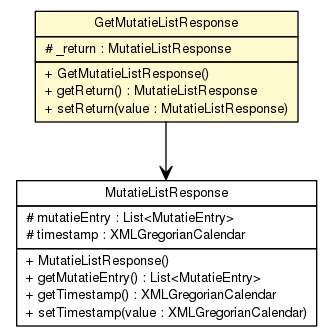 GetMutatieListResponse
# _return : MutatieListResponse
+ GetMutatieListResponse()
+ getReturn() : MutatieListResponse
+ setReturn(value : MutatieListResponse)
MutatieListResponse
# mutatieEntry : List<MutatieEntry>
# timestamp : XMLGregorianCalendar
+ MutatieListResponse()
+ getMutatieEntry() : List<MutatieEntry>
+ getTimestamp() : XMLGregorianCalendar
+ setTimestamp(value : XMLGregorianCalendar)